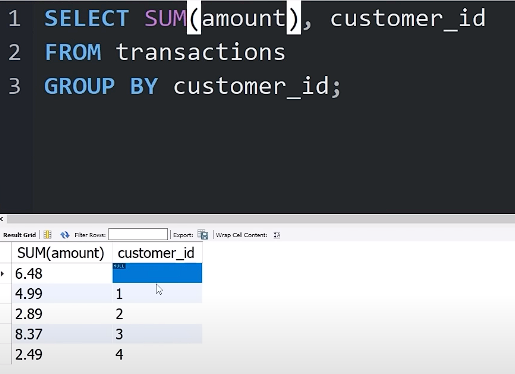 1 SELECT SUM(amount), customer_id
2 FROM transactions
3 GROUP BY customer_id;
Result Grid Filter Rows: Export: Wrap Cell Content:
SUM(amount) customer_id
6.48 NULL
4.99 1
2.89 2
8.37 3
2.49 4